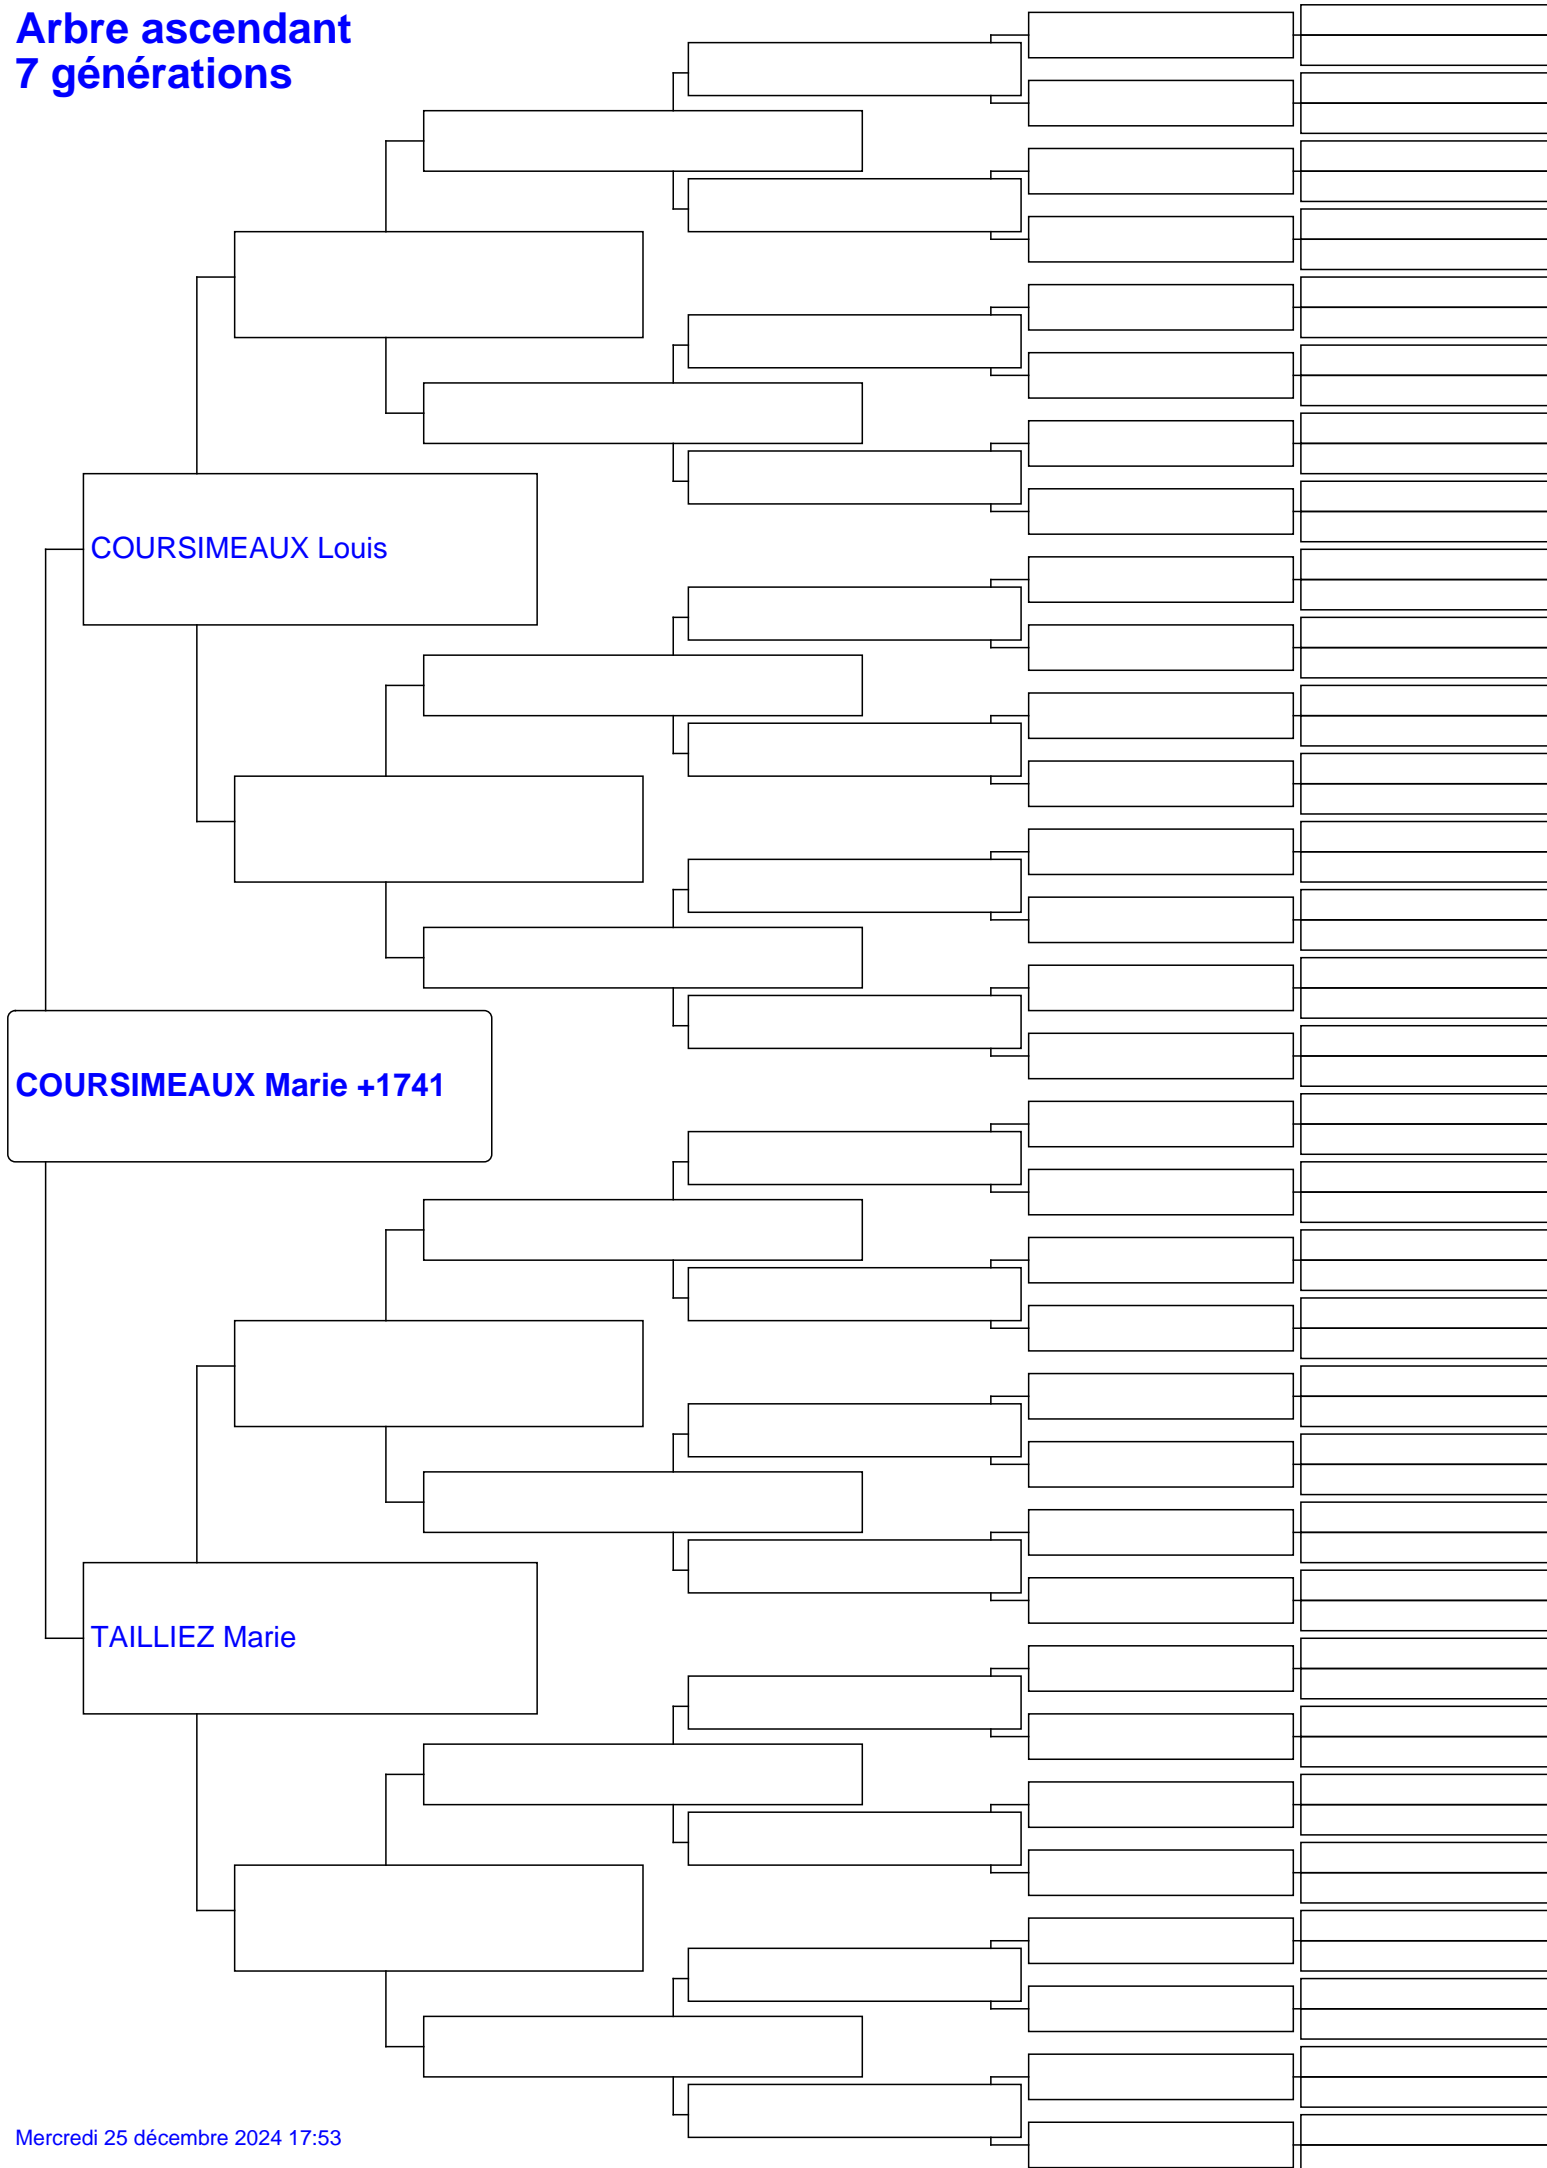 Arbre ascendant
7 générations
COURSIMEAUX Louis
COURSIMEAUX Marie +1741
TAILLIEZ Marie
Mercredi 25 décembre 2024 17:53